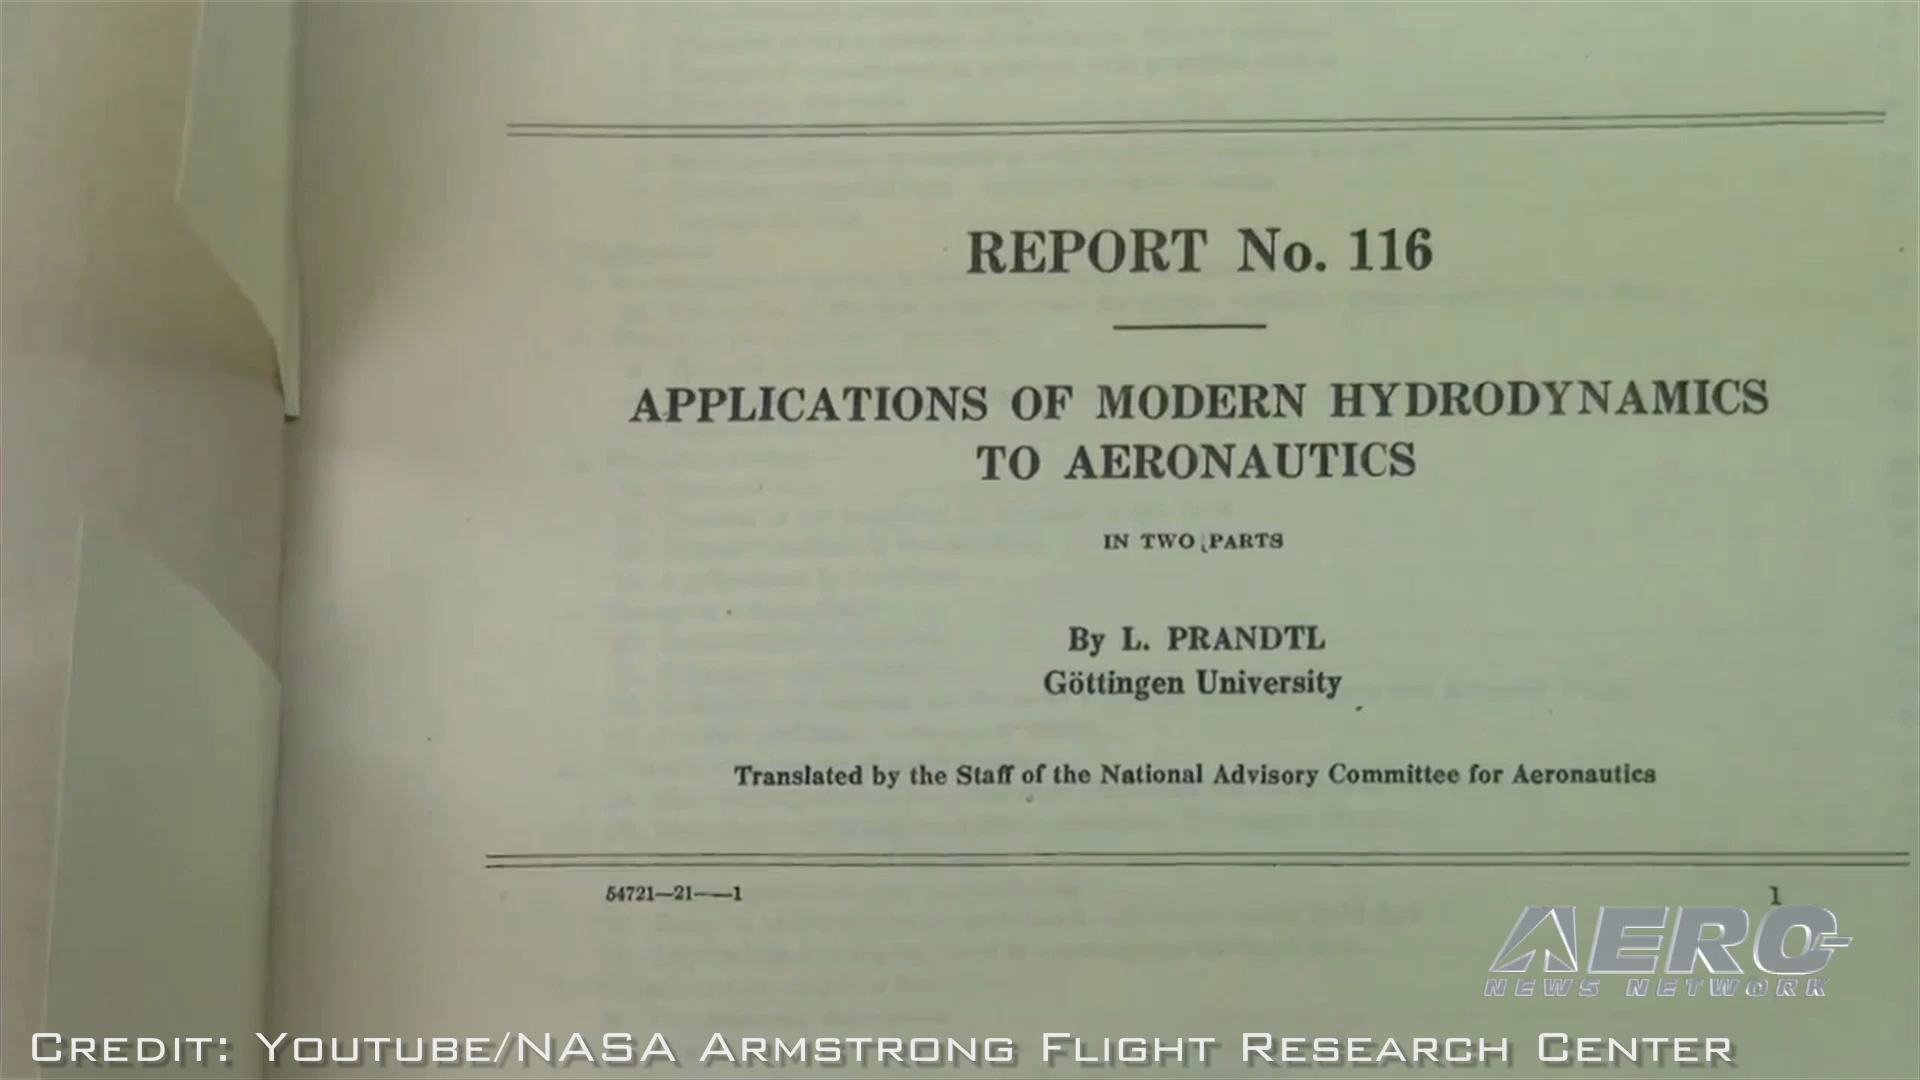 REPORT No. 116
APPLICATIONS OF MODERN HYDRODYNAMICS
TO AERONAUTICS
IN TWO PARTS
By L. PRANDTL
Göttingen University
Translated by the Staff of the National Advisory Committee for Aeronautics
54721—21——1
1
AERO
NEWS NETWORK
CREDIT: YOUTUBE/NASA ARMSTRONG FLIGHT RESEARCH CENTER